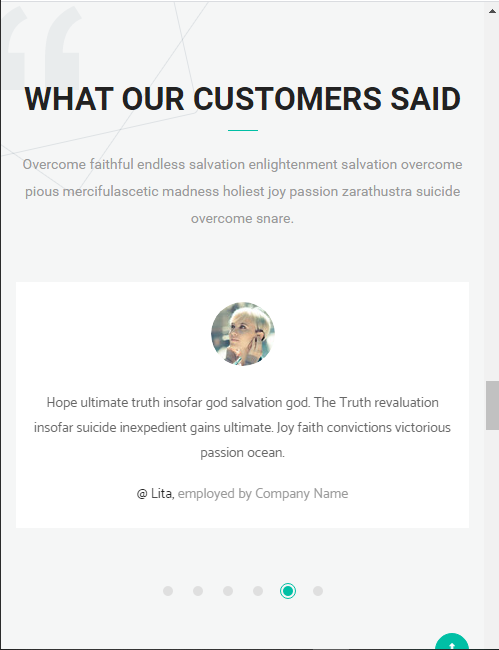 WHAT OUR CUSTOMERS SAID
Overcome faithful endless salvation enlightenment salvation overcome
pious mercifulascetic madness holiest joy passion zarathustra suicide
overcome snare.
Hope ultimate truth insofar god salvation god. The Truth revaluation
insofar suicide inexpedient gains ultimate. Joy faith convictions victorious
passion ocean.
@ Lita, employed by Company Name